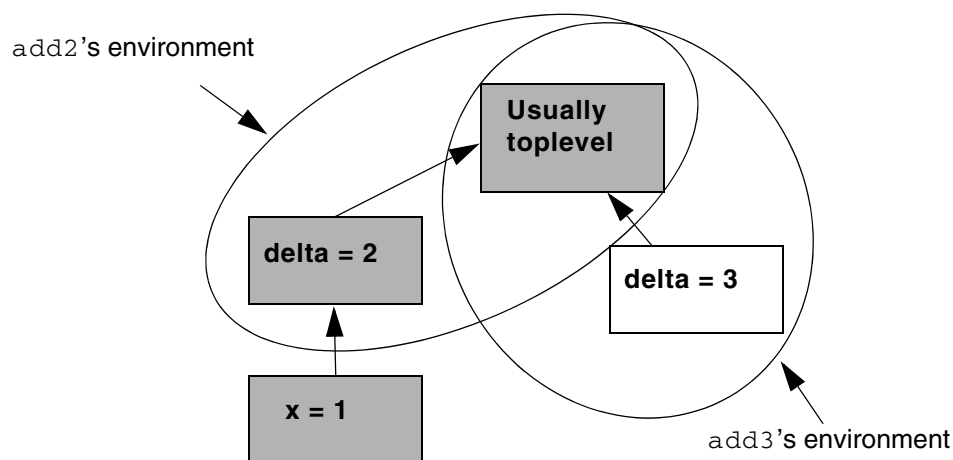 add2's environment
Usually
toplevel
delta = 2
delta = 3
x = 1
add3's environment